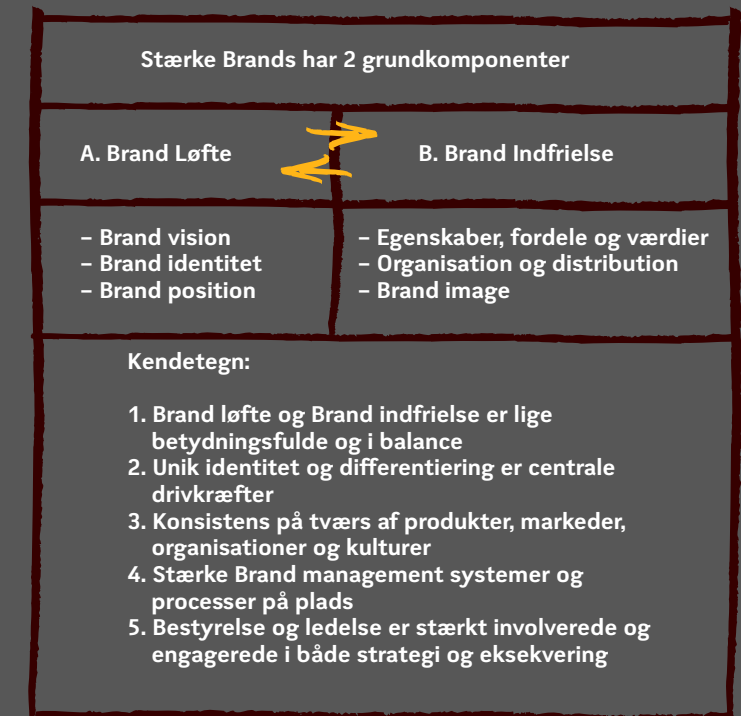 Stærke Brands har 2 grundkomponenter
A. Brand Løfte
B. Brand Indfrielse
– Brand vision
– Brand identitet
– Brand position
– Egenskaber, fordele og værdier
– Organisation og distribution
– Brand image
Kendetegn:
1. Brand løfte og Brand indfrielse er lige
betydningsfulde og i balance
2. Unik identitet og differentiering er centrale
drivkræfter
3. Konsistens på tværs af produkter, markeder,
organisationer og kulturer
4. Stærke Brand management systemer og
processer på plads
5. Bestyrelse og ledelse er stærkt involverede og
engagerede i både strategi og eksekvering